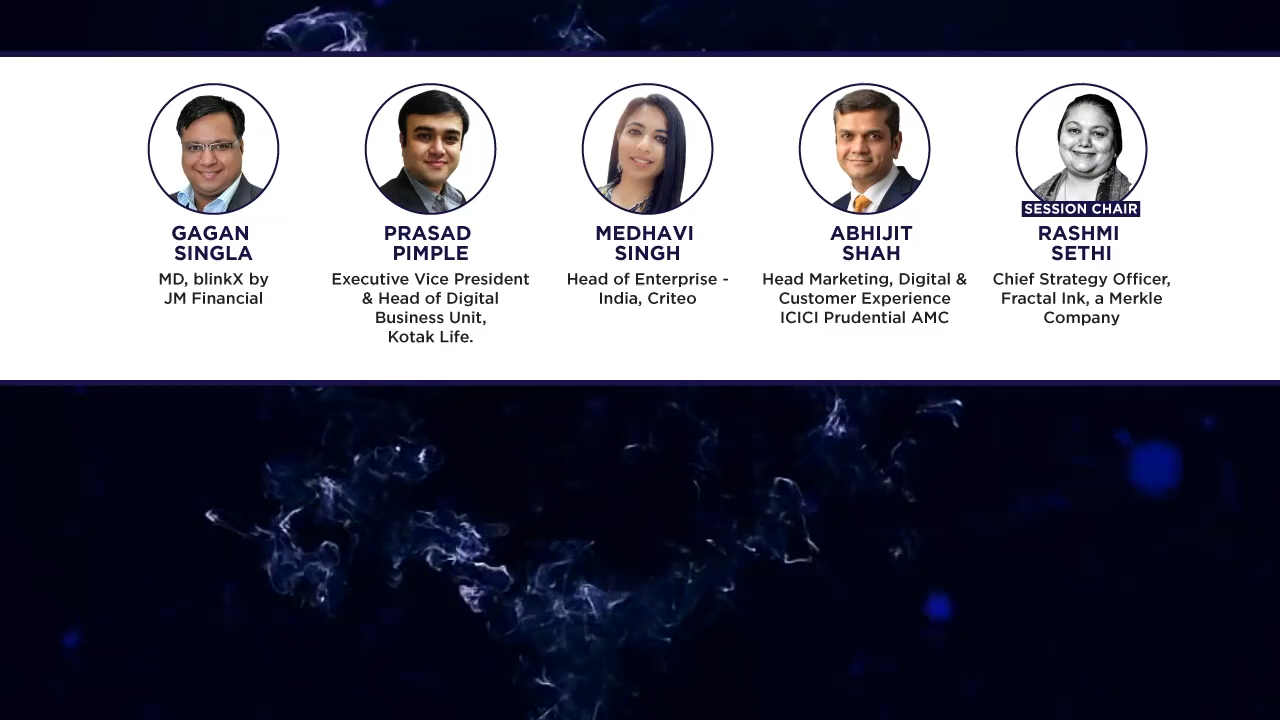 GAGAN
SINGLA
MD, blinkX by
JM Financial
PRASAD
PIMPLE
Executive Vice President
& Head of Digital
Business Unit,
Kotak Life.
MEDHAVI
SINGH
Head of Enterprise -
India, Criteo
ABHIJIT
SHAH
Head Marketing, Digital &
Customer Experience
ICICI Prudential AMC
SESSION CHAIR
RASHMI
SETHI
Chief Strategy Officer,
Fractal Ink, a Merkle
Company